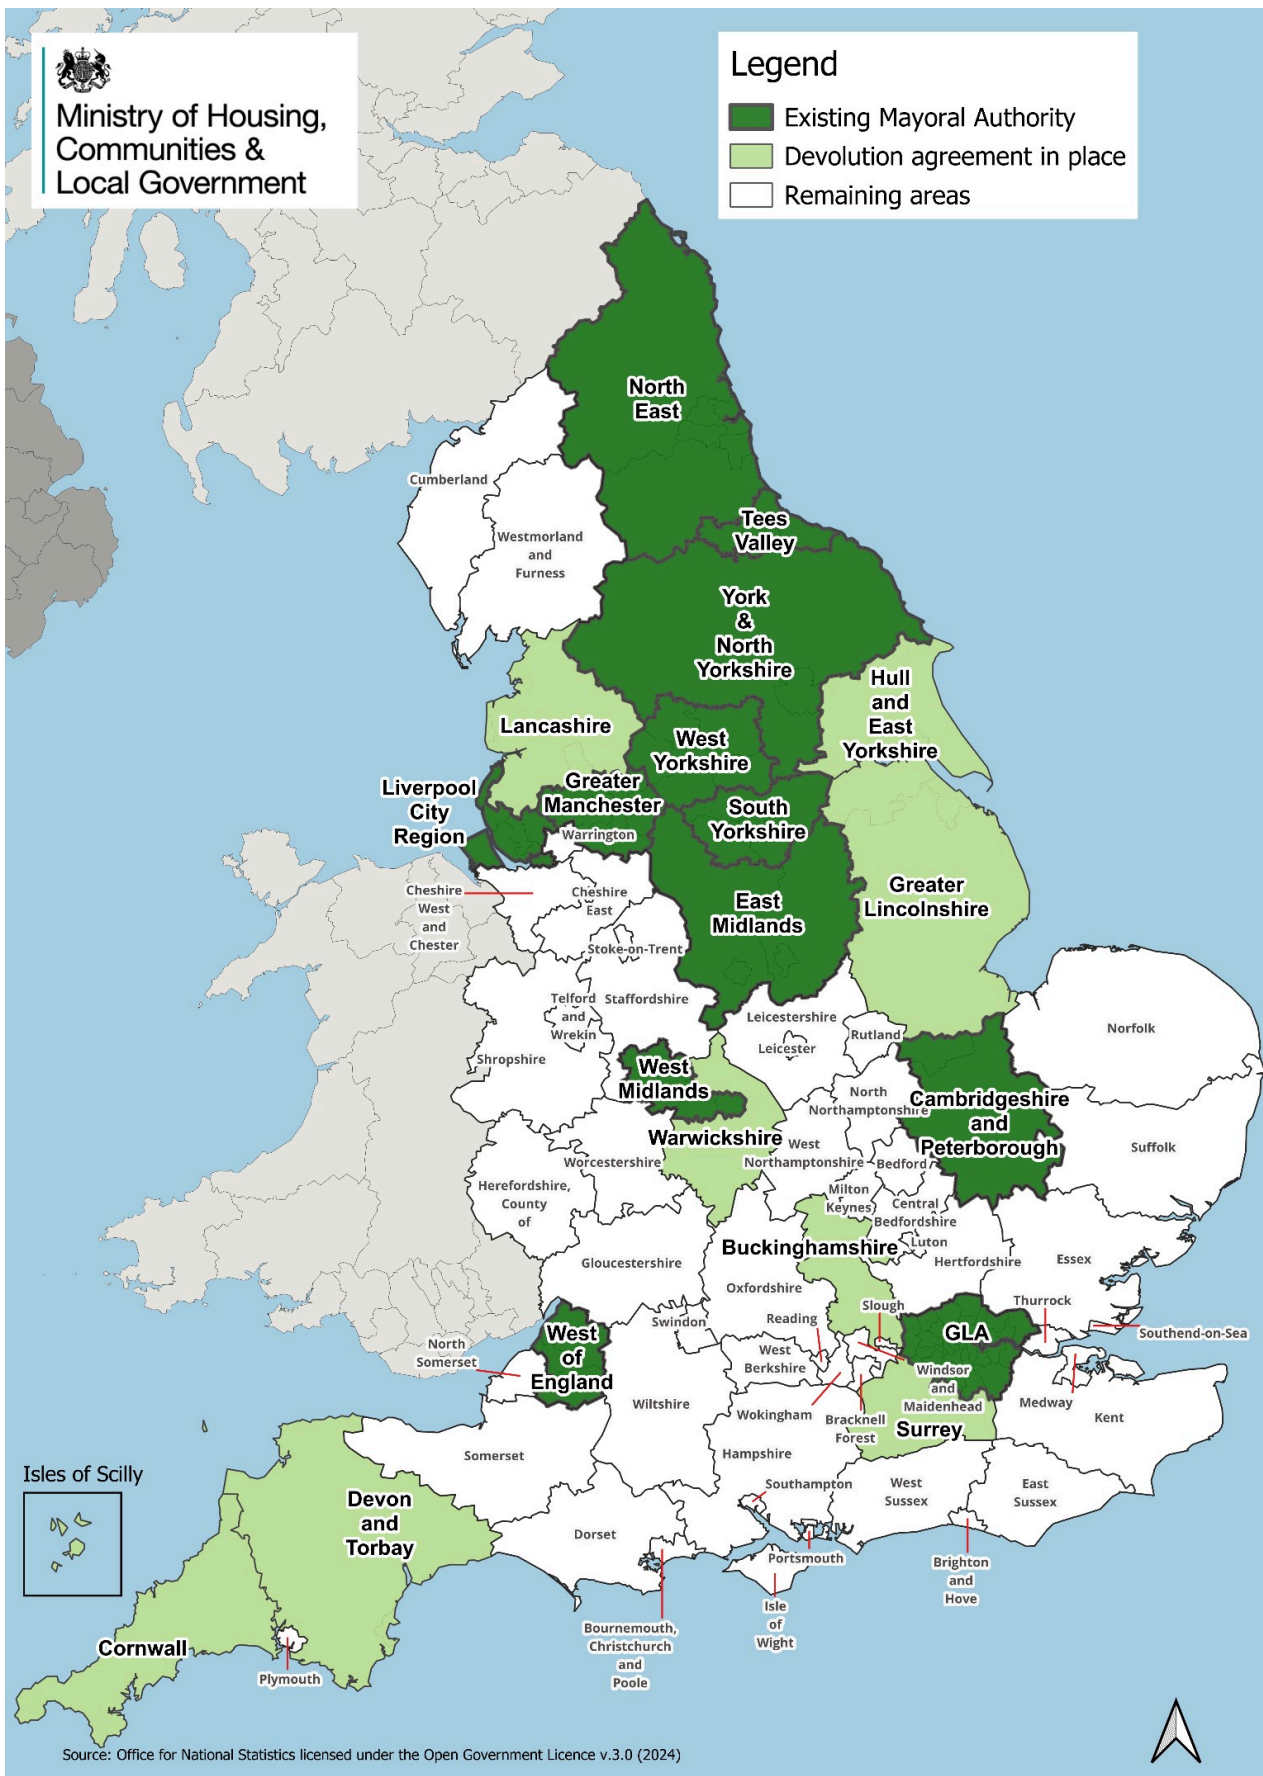 Ministry of Housing,
Communities &
Local Government
Legend
Existing Mayoral Authority
Devolution agreement in place
Remaining areas
North
East
Cumberland
Westmorland
and
Furness
Tees
Valley
York
&
North
Yorkshire
Hull
and
East
Yorkshire
Lancashire
West
Yorkshire
Liverpool
City
Region
Greater
Manchester
South
Yorkshire
Warrington
Cheshire
West
and
Chester
Cheshire
East
East
Midlands
Greater
Lincolnshire
Stoke-on-Trent
Telford
and
Wrekin
Staffordshire
Leicestershire
Leicester
Rutland
Norfolk
Shropshire
West
Midlands
North
Northamptonshire
Cambridgeshire
and
Peterborough
Warwickshire
West
Northamptonshire
Bedford
Suffolk
Worcestershire
Herefordshire,
County
of
Milton
Keynes
Central
Bedfordshire
Luton
Buckinghamshire
Hertfordshire
Essex
Gloucestershire
Oxfordshire
Slough
Thurrock
Southend-on-Sea
Swindon
Reading
GLA
West
of
England
North
Somerset
West
Berkshire
Windsor
and
Maidenhead
Wiltshire
Wokingham
Bracknell
Forest
Surrey
Medway
Kent
Somerset
Hampshire
Isles of Scilly
Devon
and
Torbay
Southampton
West
Sussex
East
Sussex
Dorset
Portsmouth
Brighton
and
Hove
Isle
of
Wight
Bournemouth,
Christchurch
and
Poole
Cornwall
Plymouth
Source: Office for National Statistics licensed under the Open Government Licence v.3.0 (2024)